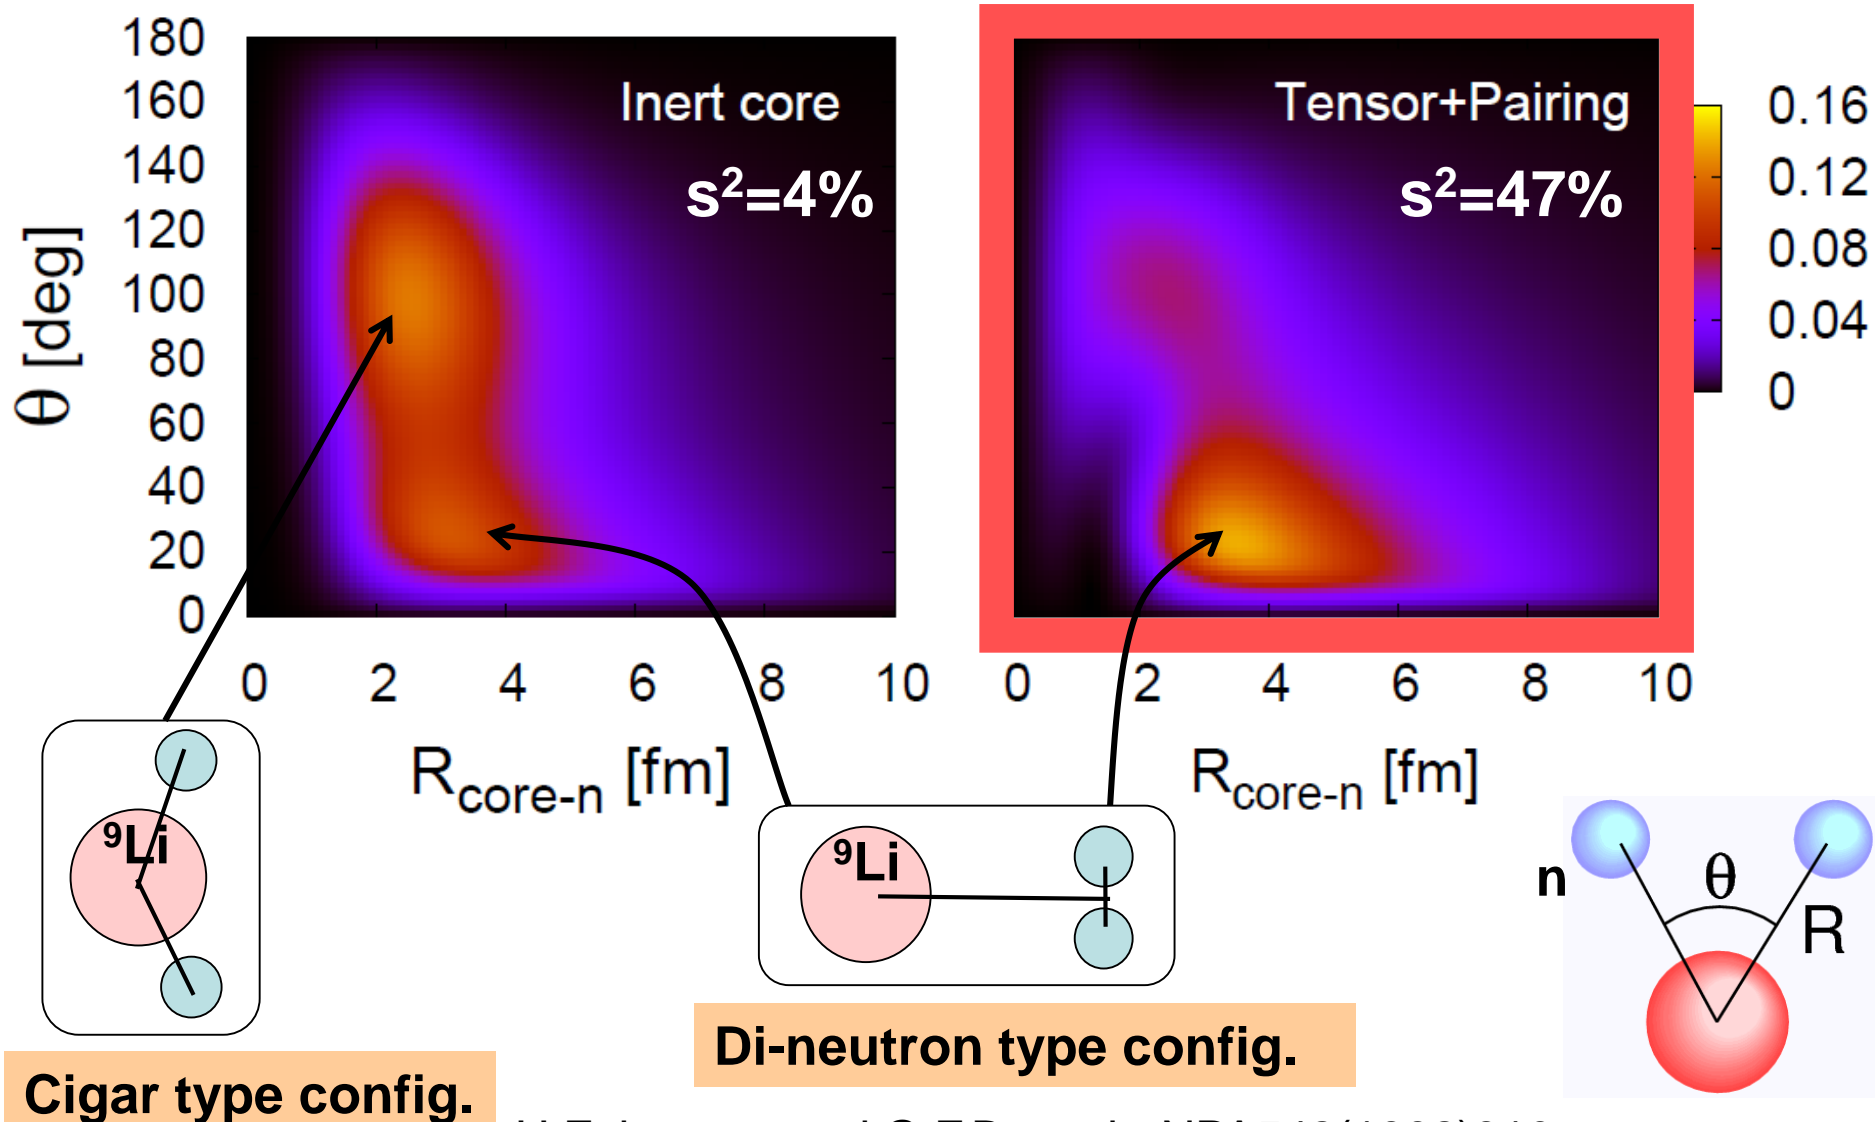 180
160
140
120
100
80
60
40
20
0
θ [deg]
Inert core
s²=4%
0 2 4 6 8 10
R_core-n [fm]
Tensor+Pairing
s²=47%
0 2 4 6 8 10
R_core-n [fm]
0.16
0.12
0.08
0.04
0
⁹Li
⁹Li
n
θ
R
Di-neutron type config.
Cigar type config.